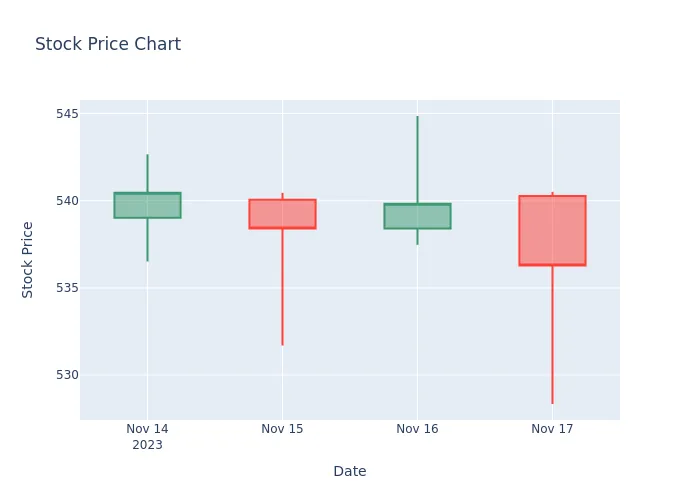 Stock Price Chart
545
540
535
530
Stock Price
Nov 14
2023
Nov 15
Nov 16
Nov 17
Date